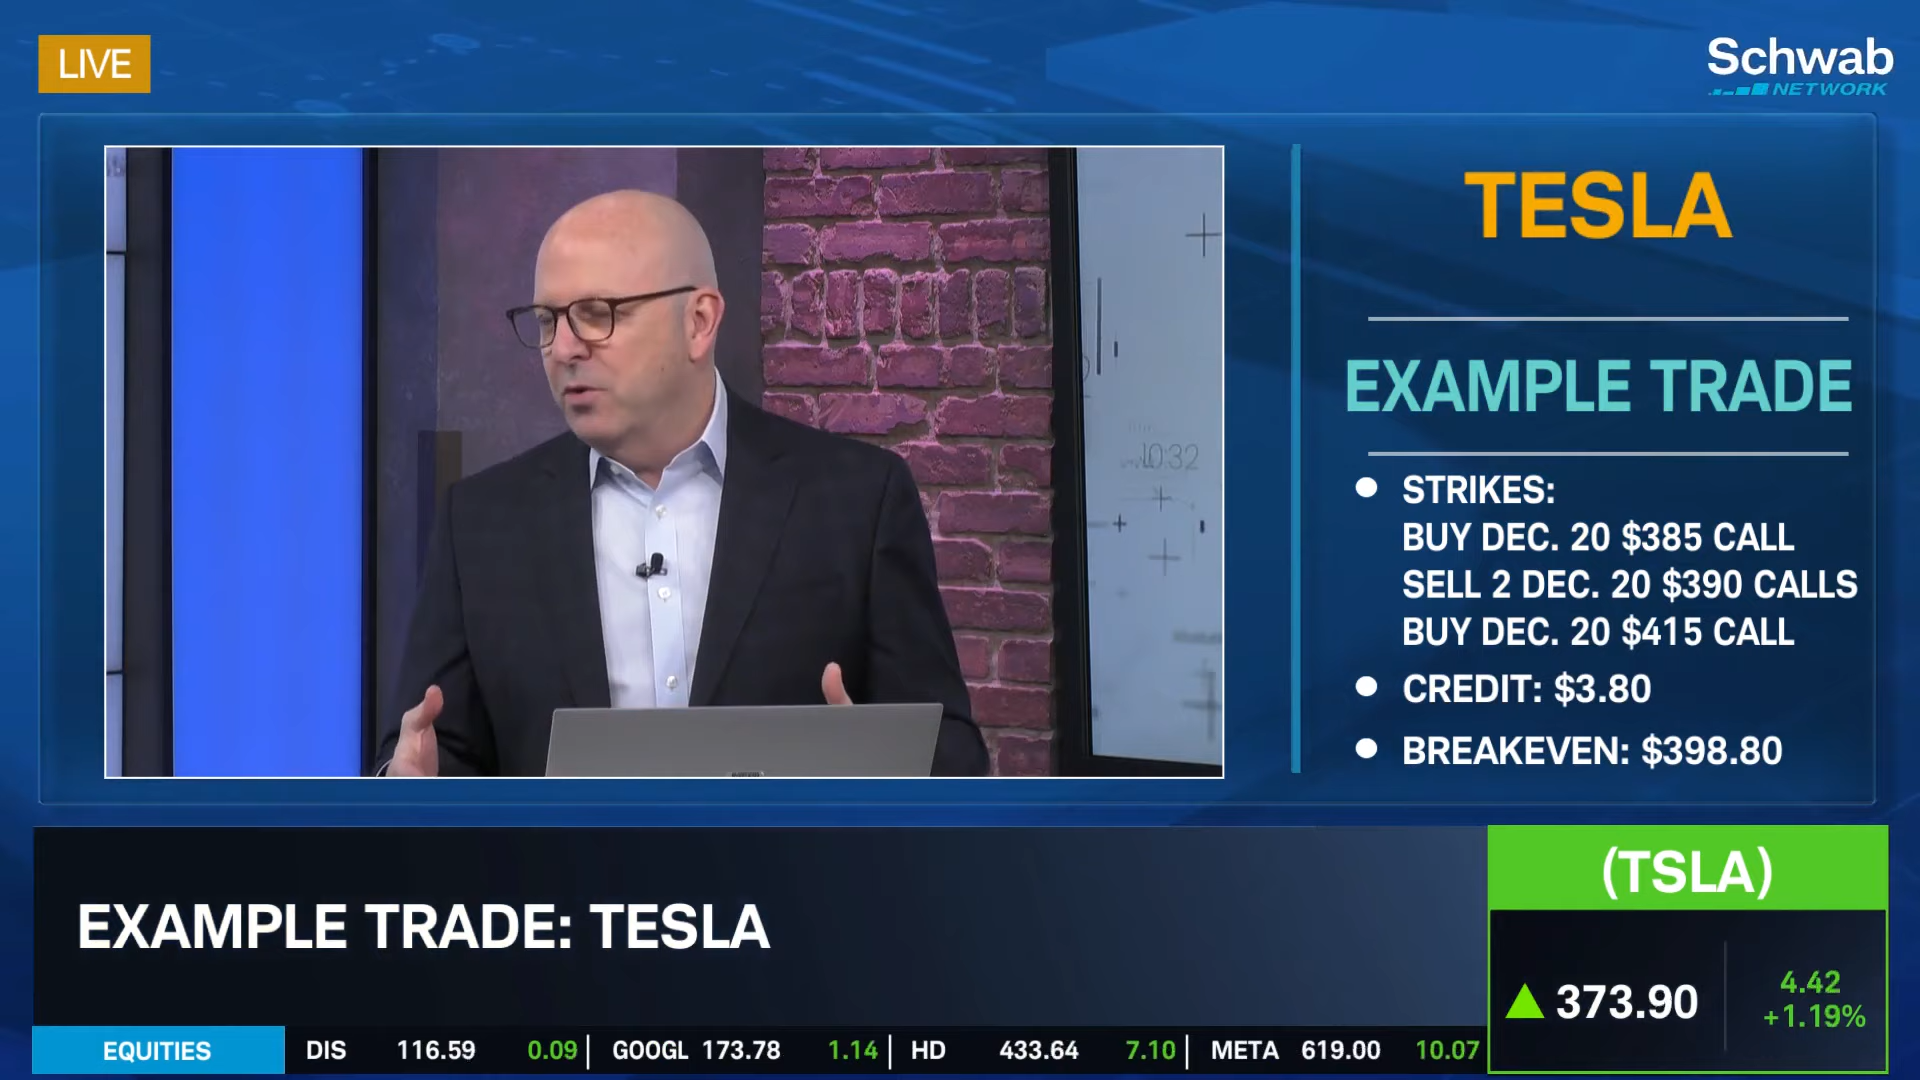 LIVE
Schwab
NETWORK
TESLA
EXAMPLE TRADE
10:32
STRIKES:
BUY DEC. 20 $385 CALL
SELL 2 DEC. 20 $390 CALLS
BUY DEC. 20 $415 CALL
CREDIT: $3.80
BREAKEVEN: $398.80
EXAMPLE TRADE: TESLA
(TSLA)
373.90
4.42
+1.19%
EQUITIES
DIS 116.59 0.09 GOOGL 173.78 1.14 HD 433.64 7.10 META 619.00 10.07